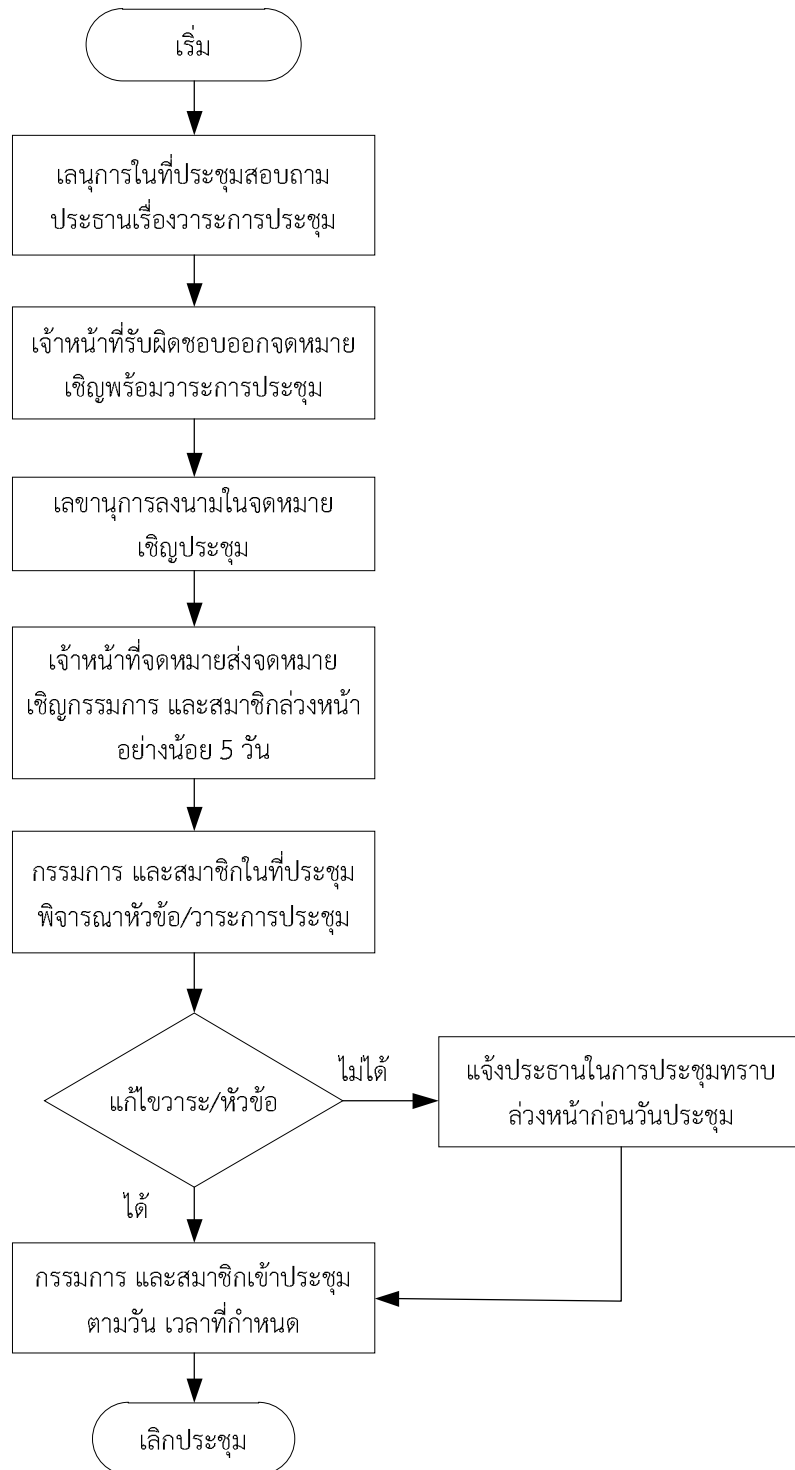 เริ่ม
เลนุการในที่ประชุมสอบถาม
ประธานเรื่องวาระการประชุม
เจ้าหน้าที่รับผิดชอบออกจดหมาย
เชิญพร้อมวาระการประชุม
เลขานุการลงนามในจดหมาย
เชิญประชุม
เจ้าหน้าที่จดหมายส่งจดหมาย
เชิญกรรมการ และสมาชิกล่วงหน้า
อย่างน้อย 5 วัน
กรรมการ และสมาชิกในที่ประชุม
พิจารณาหัวข้อ/วาระการประชุม
แก้ไขวาระ/หัวข้อ
ไม่ได้
แจ้งประธานในการประชุมทราบ
ล่วงหน้าก่อนวันประชุม
ได้
กรรมการ และสมาชิกเข้าประชุม
ตามวัน เวลาที่กำหนด
เลิกประชุม